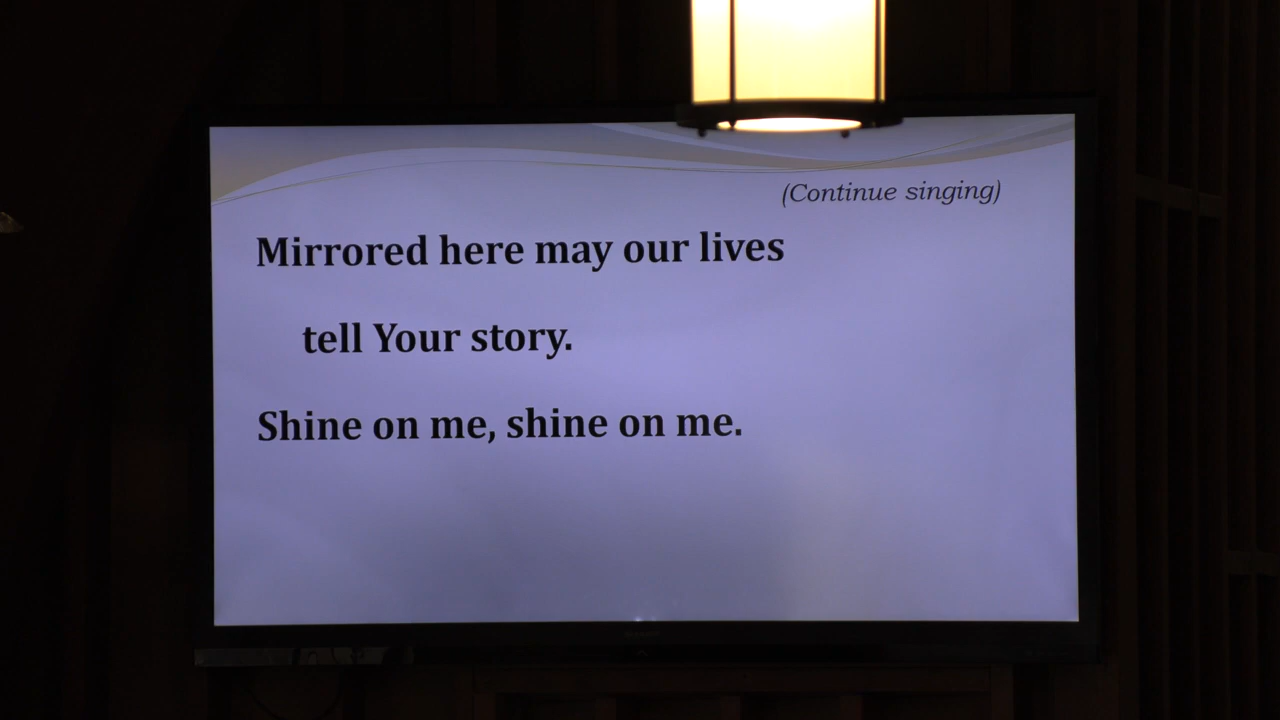 (Continue singing)
Mirrored here may our lives
tell Your story.
Shine on me, shine on me.